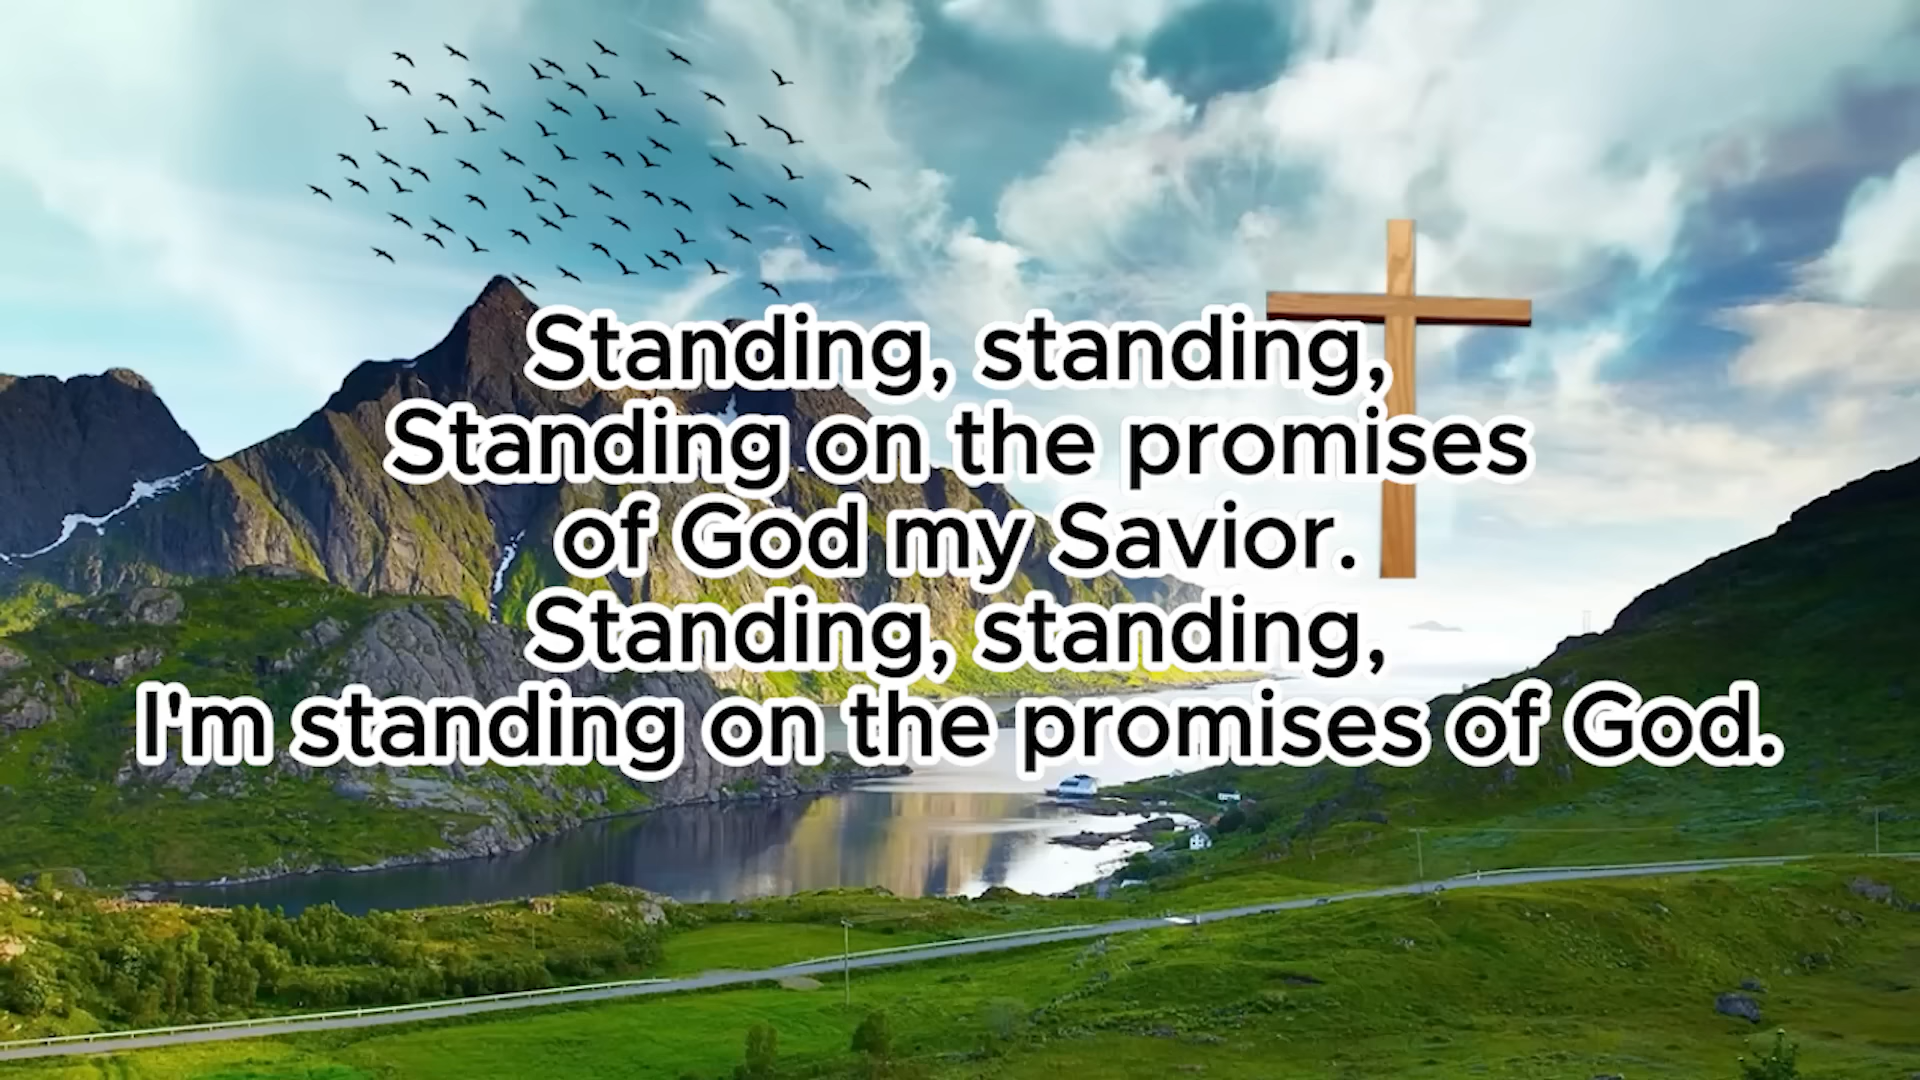 Standing, standing,
Standing on the promises
of God my Savior.
Standing, standing,
I'm standing on the promises of God.